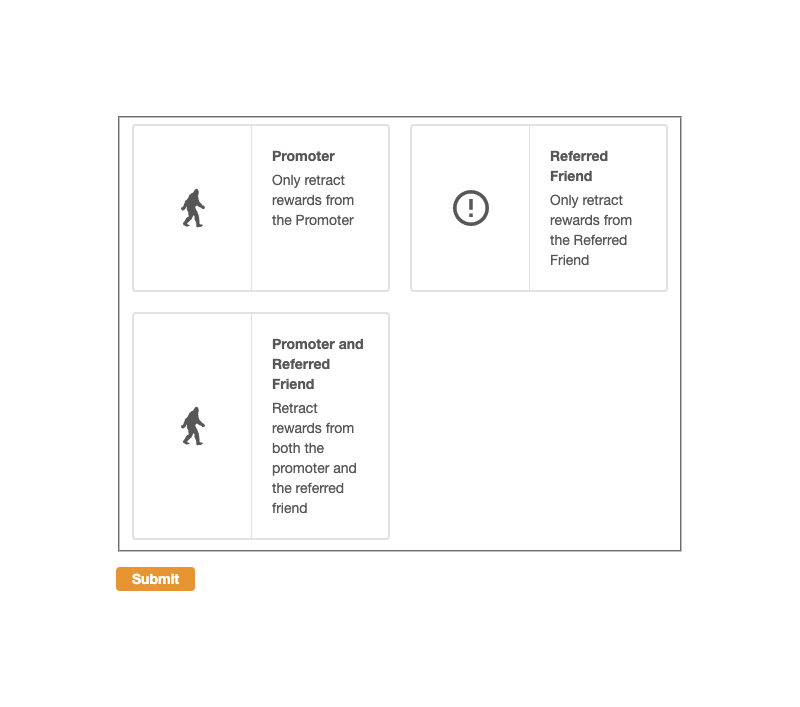 Promoter
Only retract
rewards from
the Promoter
Referred
Friend
Only retract
rewards from
the Referred
Friend
Promoter and
Referred
Friend
Retract
rewards from
both the
promoter and
the referred
friend
Submit